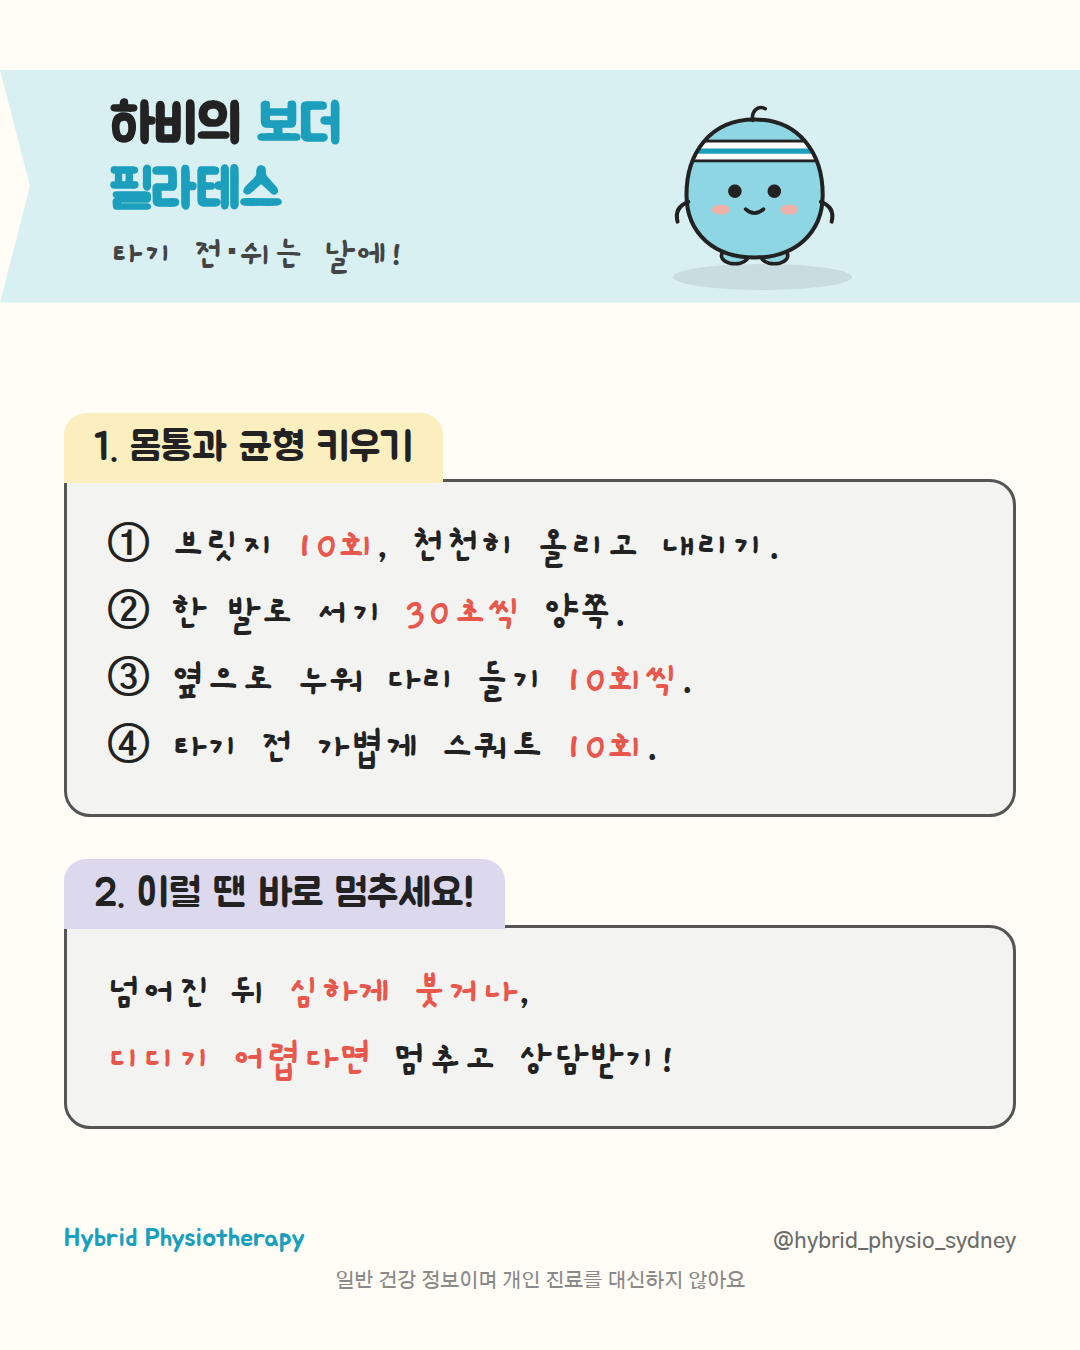 하비의 보더
필라테스
타기 전·쉬는 날에!
1. 몸통과 균형 키우기
① 브릿지 10회, 천천히 올리고 내리기.
② 한 발로 서기 30초씩 양쪽.
③ 옆으로 누워 다리 들기 10회씩.
④ 타기 전 가볍게 스쿼트 10회.
2. 이럴 땐 바로 멈추세요!
넘어진 뒤 심하게 붓거나,
디디기 어렵다면 멈추고 상담받기!
Hybrid Physiotherapy
@hybrid_physio_sydney
일반 건강 정보이며 개인 진료를 대신하지 않아요